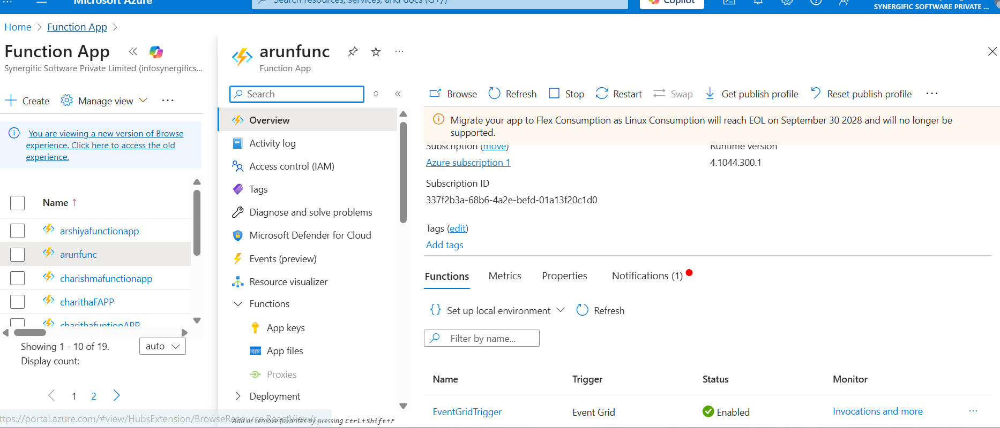 Microsoft Azure
Search resources, services, and docs (G+/)
Copilot
SYNERGIFIC SOFTWARE PRIVATE ...
Home > Function App >
Function App
Synergific Software Private Limited (infosynergifics...
Create
Manage view
You are viewing a new version of Browse
experience. Click here to access the old
experience.
Name ↑
arshiyafunctionapp
arunfunc
charishmafunctionapp
charithaFAPP
charithafuntionAPP
Showing 1 - 10 of 19.
Display count:
auto
1
2
arunfunc
Function App
Search
Overview
Activity log
Access control (IAM)
Tags
Diagnose and solve problems
Microsoft Defender for Cloud
Events (preview)
Resource visualizer
Functions
App keys
App files
Proxies
Deployment
Add or remove favorites by pressing Ctrl+Shift+F
Browse
Refresh
Stop
Restart
Swap
Get publish profile
Reset publish profile
Migrate your app to Flex Consumption as Linux Consumption will reach EOL on September 30 2028 and will no longer be
supported.
Subscription (move)
Azure subscription 1
Runtime version
4.1044.300.1
Subscription ID
337f2b3a-68b6-4a2e-befd-01a13f20c1d0
Tags (edit)
Add tags
Functions
Metrics
Properties
Notifications (1)
Set up local environment
Refresh
Filter by name...
Name
Trigger
Status
Monitor
EventGridTrigger
Event Grid
Enabled
Invocations and more
ttps://portal.azure.com/#view/HubsExtension/BrowseResource.ReactView/r...